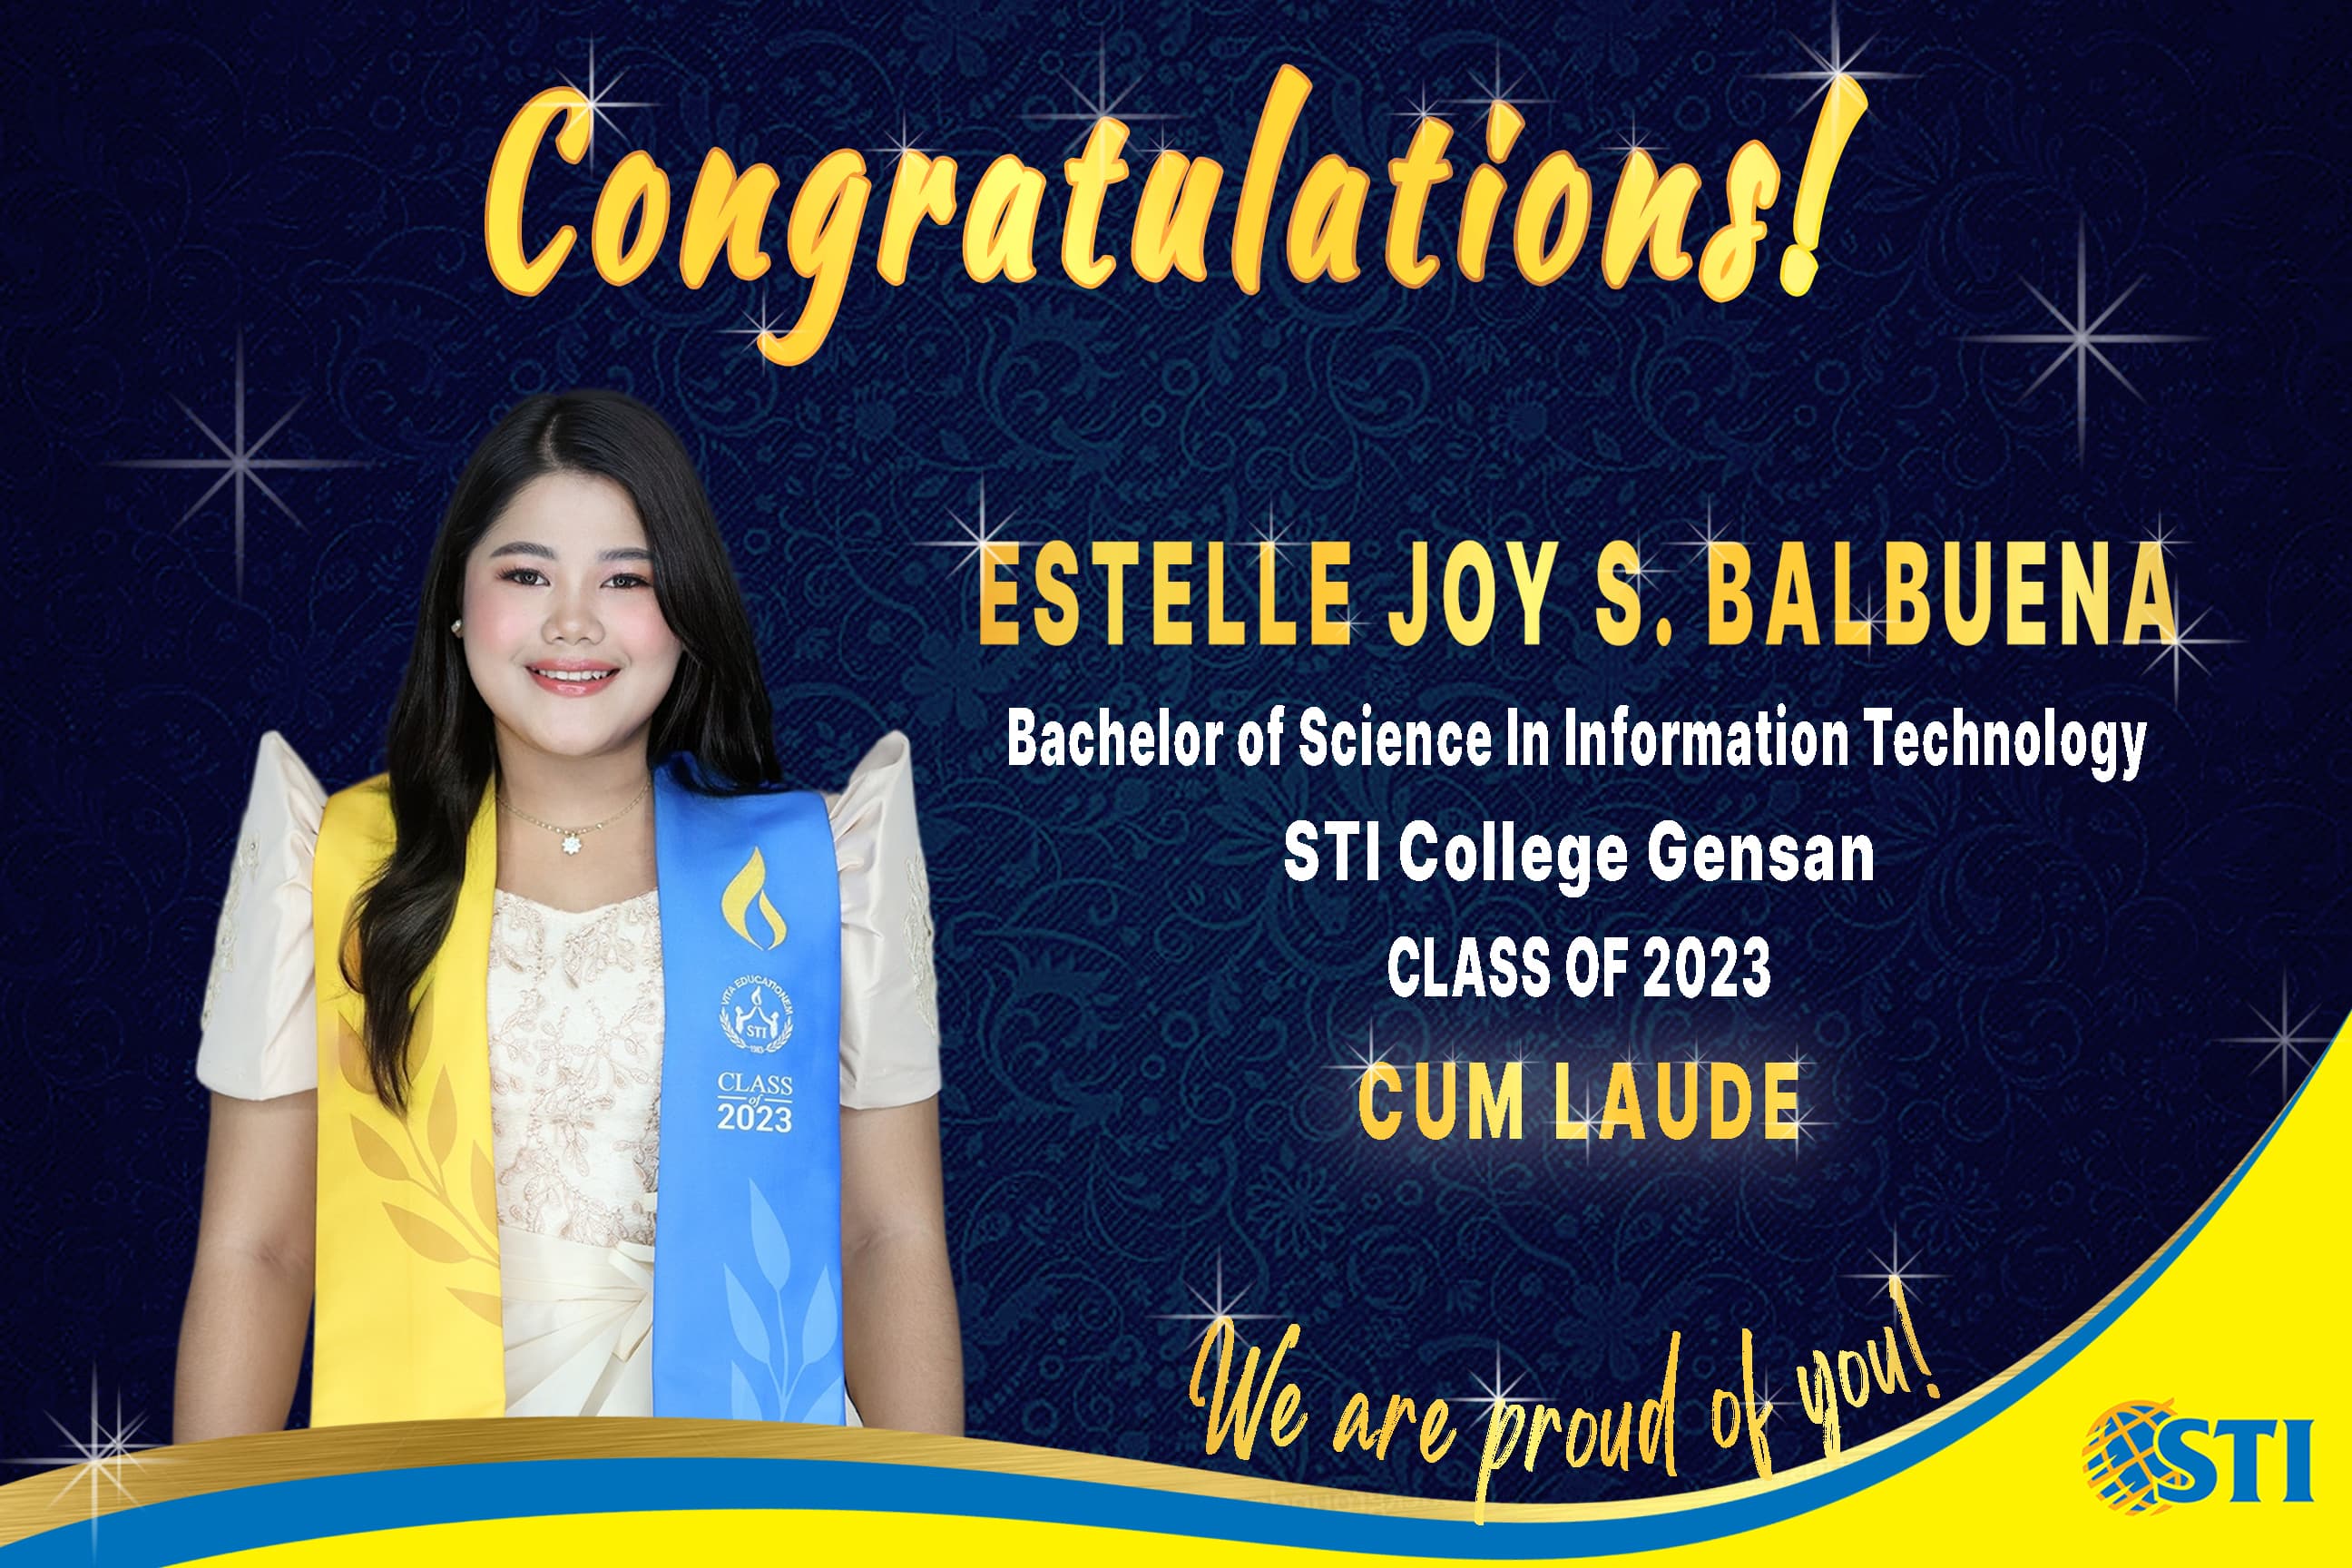 Congratulations!
ESTELLE JOY S. BALBUENA
Bachelor of Science In Information Technology
STI College Gensan
CLASS OF 2023
CUM LAUDE
We are proud of you!
VITA EDUCATIONEM
STI
1983
CLASS
of
2023
STI